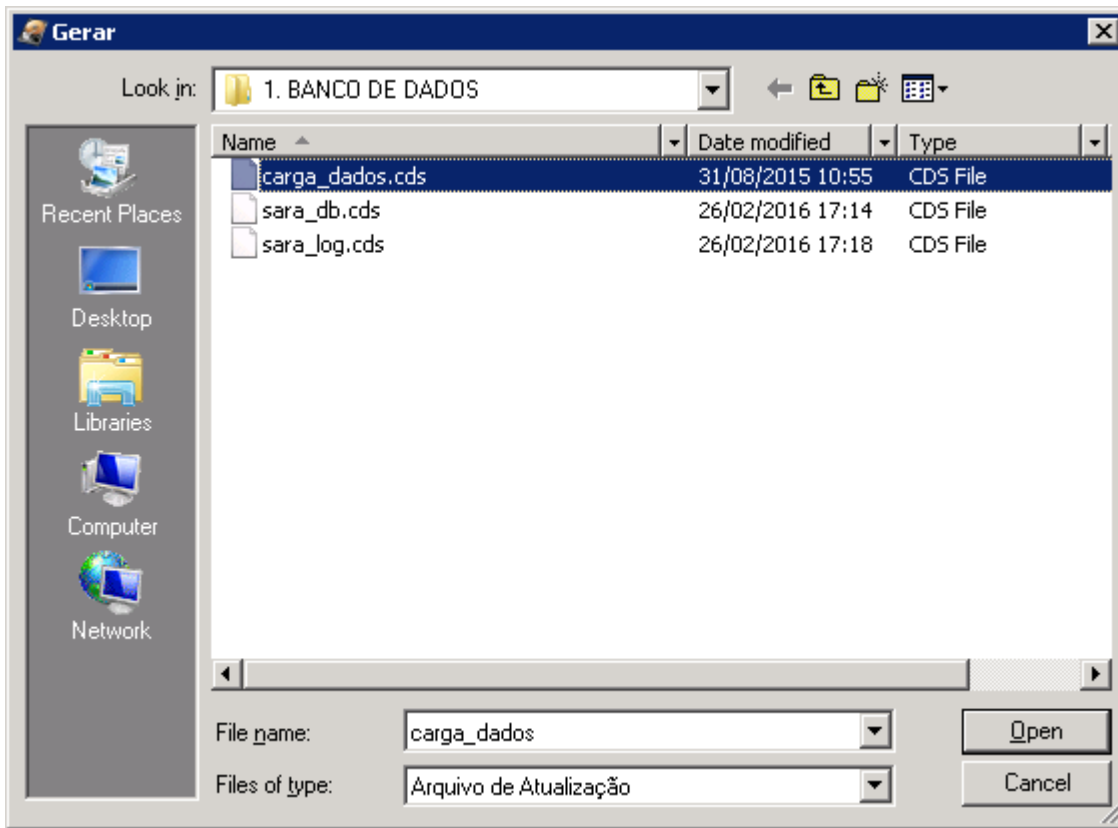 Gerar
Look in: 1. BANCO DE DADOS
Name Date modified Type
carga_dados.cds 31/08/2015 10:55 CDS File
sara_db.cds 26/02/2016 17:14 CDS File
sara_log.cds 26/02/2016 17:18 CDS File
Recent Places
Desktop
Libraries
Computer
Network
File name: carga_dados Open
Files of type: Arquivo de Atualização Cancel